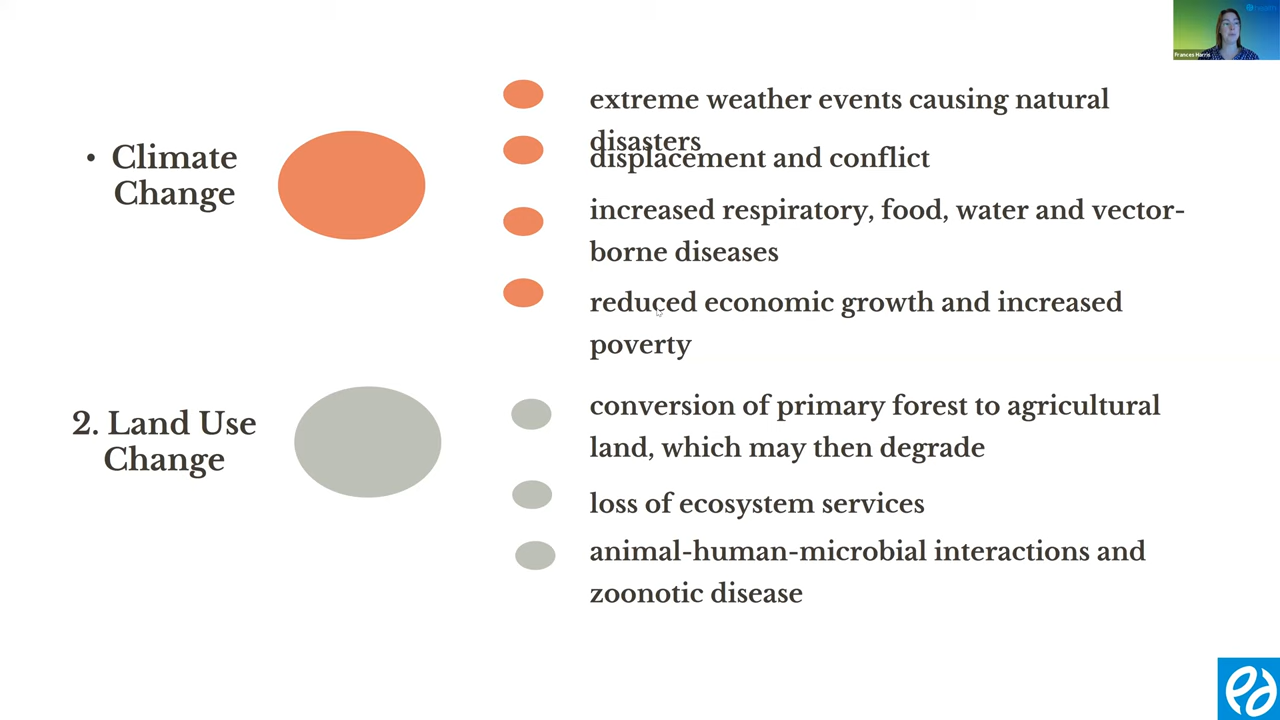 Frances Harris
• Climate
Change
extreme weather events causing natural
disasters
displacement and conflict
increased respiratory, food, water and vector-
borne diseases
reduced economic growth and increased
poverty
2. Land Use
Change
conversion of primary forest to agricultural
land, which may then degrade
loss of ecosystem services
animal-human-microbial interactions and
zoonotic disease